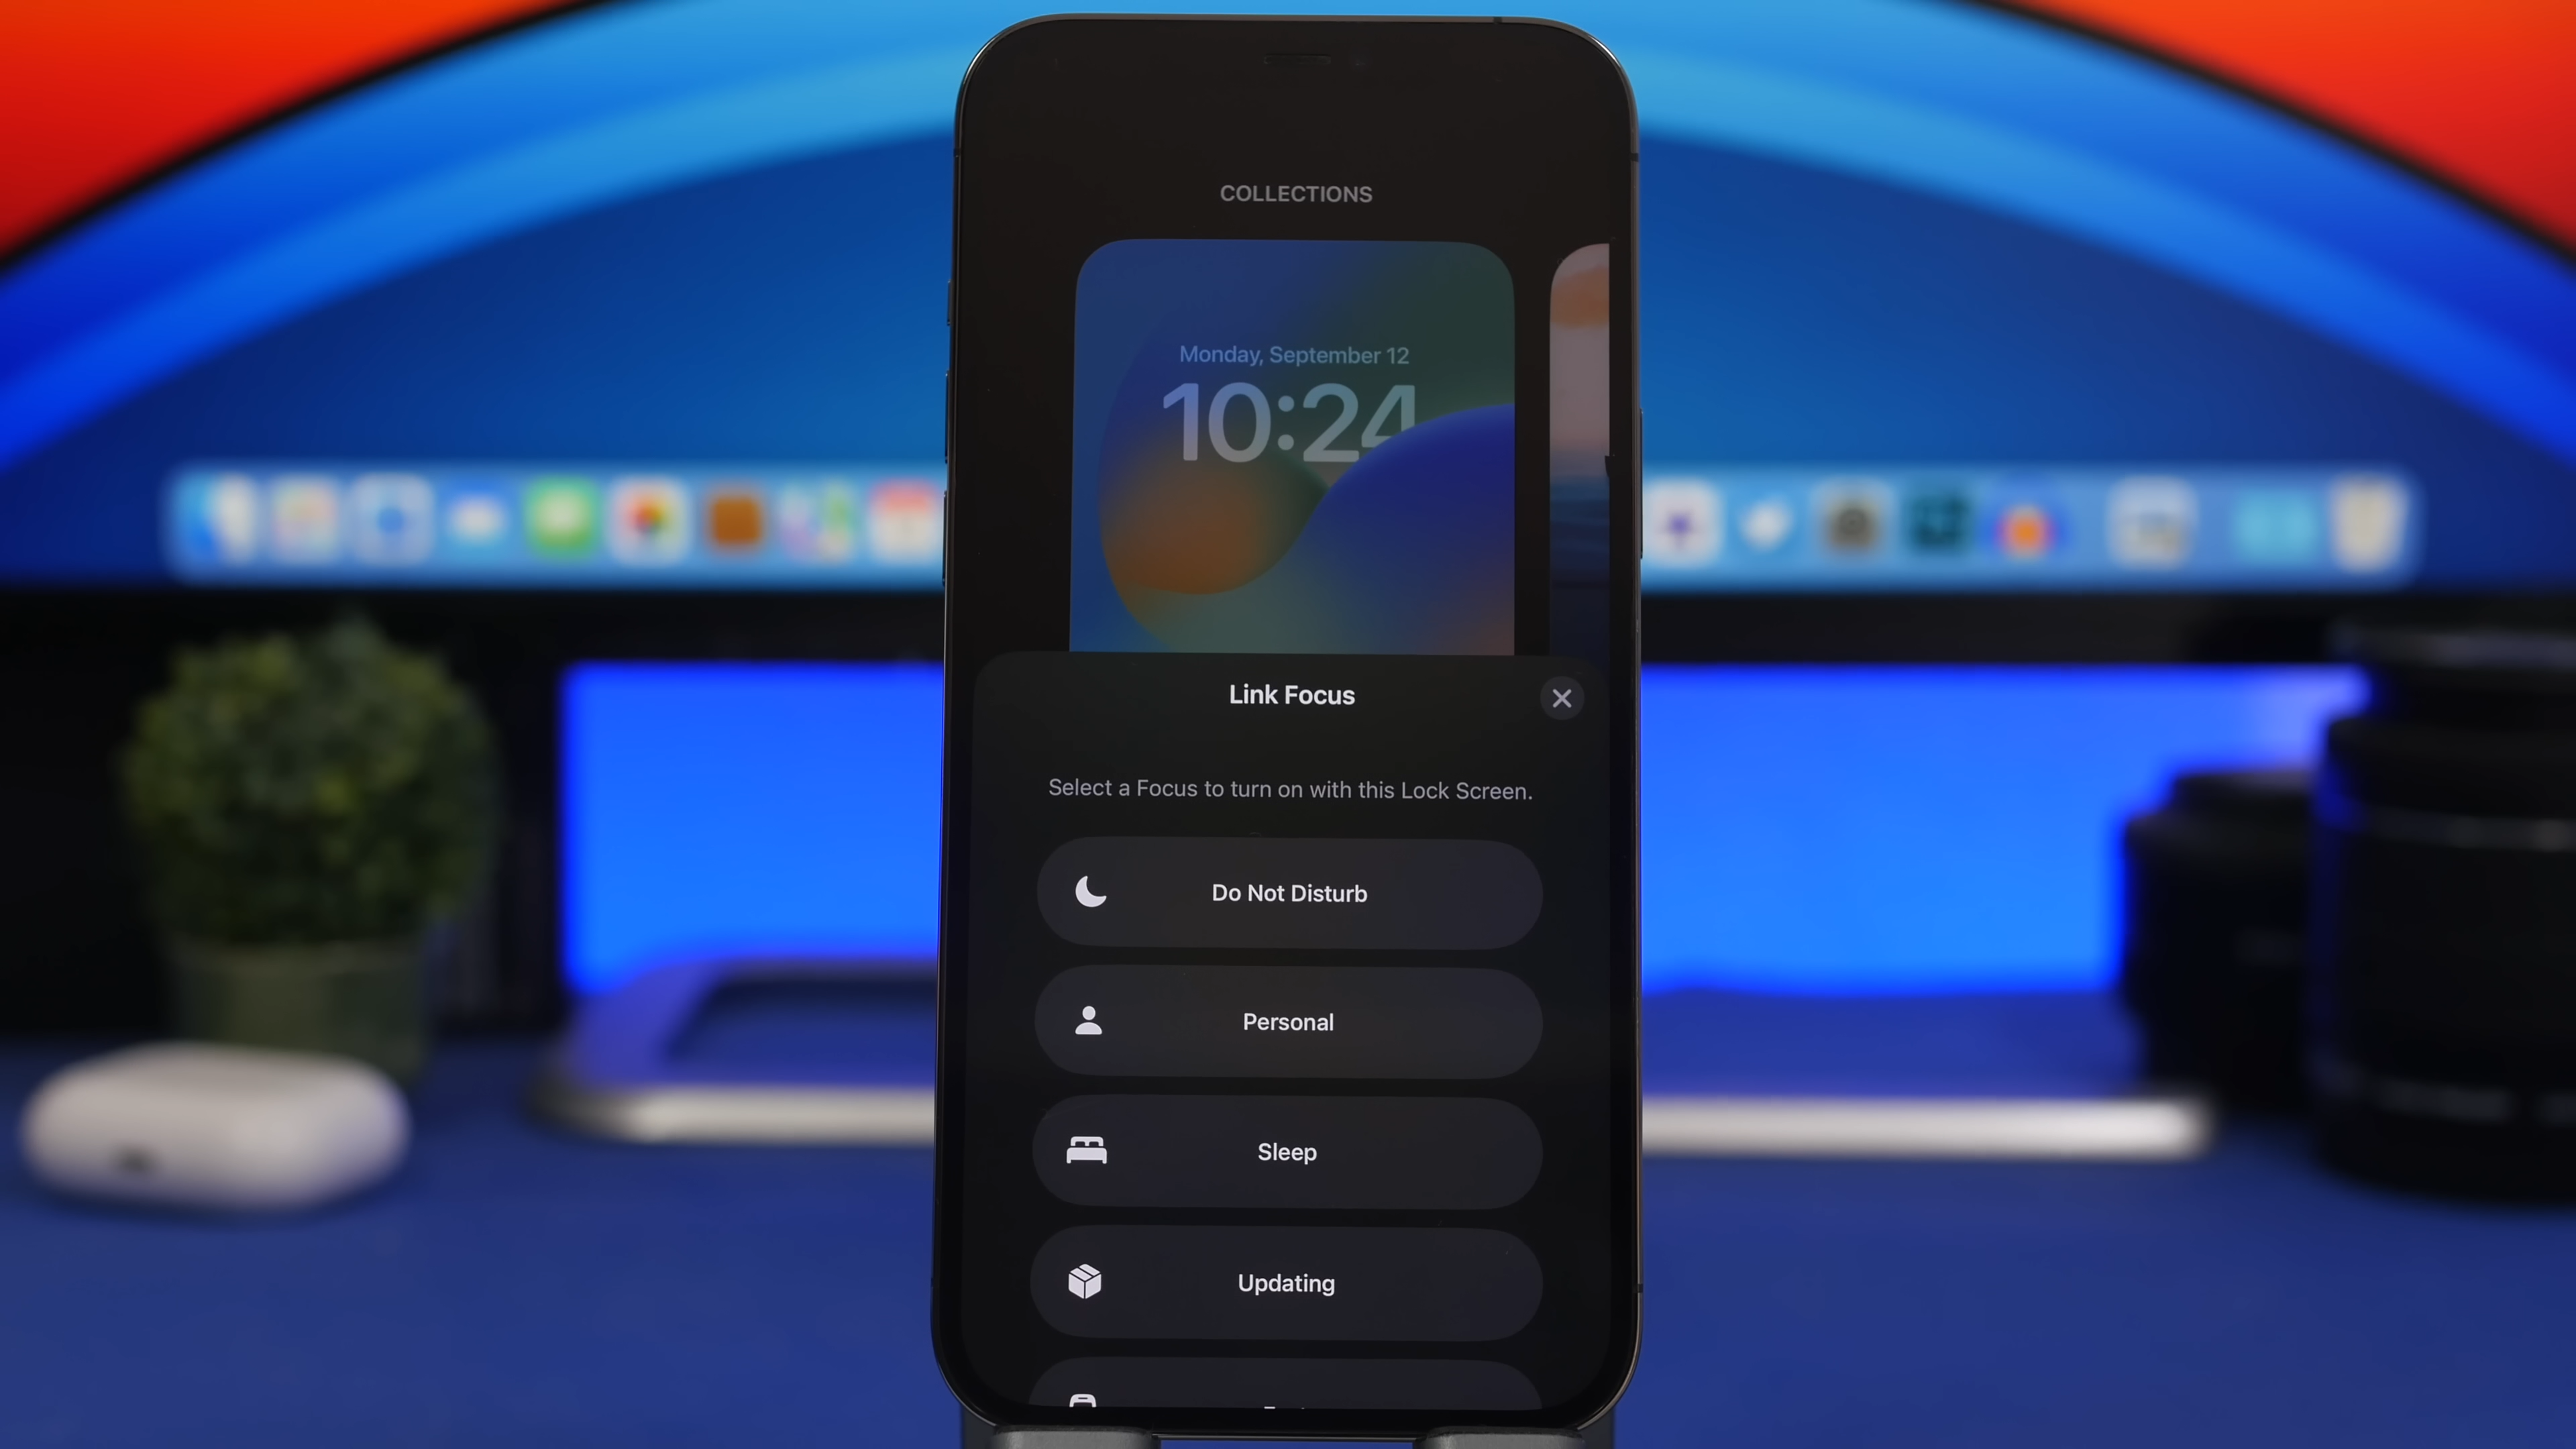 COLLECTIONS
Monday, September 12
10:24
Link Focus
Select a Focus to turn on with this Lock Screen.
Do Not Disturb
Personal
Sleep
Updating